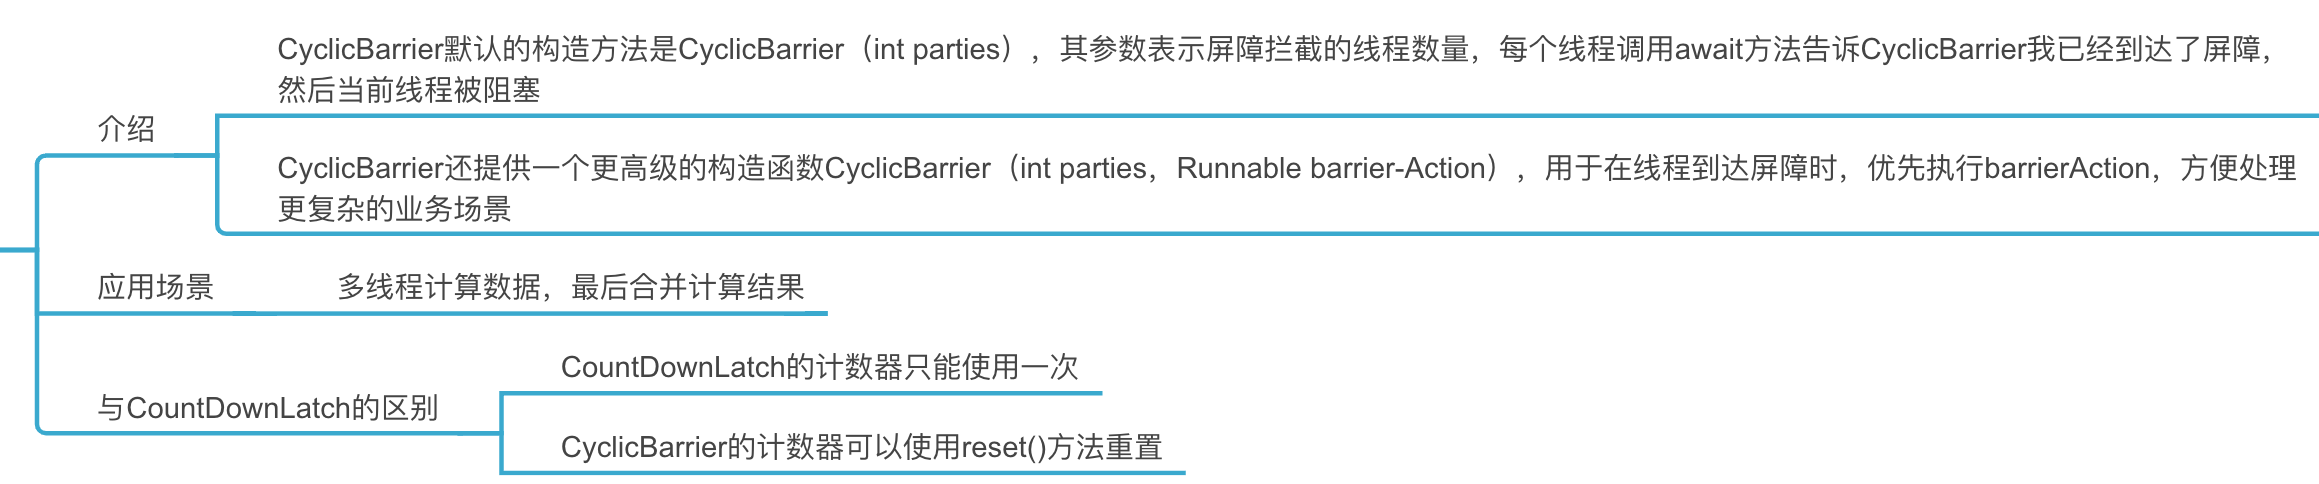 CyclicBarrier默认的构造方法是CyclicBarrier（int parties），其参数表示屏障拦截的线程数量，每个线程调用await方法告诉CyclicBarrier我已经到达了屏障，
然后当前线程被阻塞
介绍
CyclicBarrier还提供一个更高级的构造函数CyclicBarrier（int parties，Runnable barrier-Action），用于在线程到达屏障时，优先执行barrierAction，方便处理
更复杂的业务场景
应用场景
多线程计算数据，最后合并计算结果
CountDownLatch的计数器只能使用一次
与CountDownLatch的区别
CyclicBarrier的计数器可以使用reset()方法重置